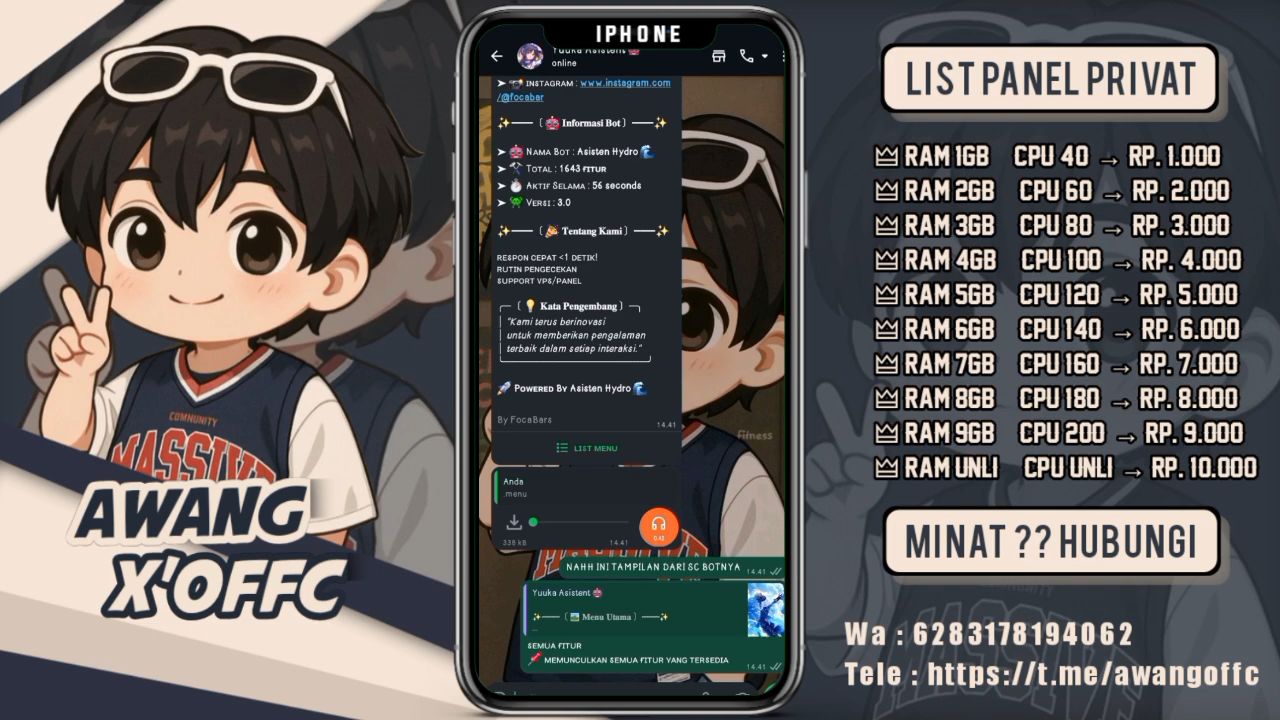 COMMUNITY
MASSIVE
AWANG
X'OFFC
IPHONE
Yuuka Asistent 🤖
online
➤ INSTAGRAM : www.instagram.com
/@focabar
✨── 〔 🤖 Informasi Bot 〕 ──✨
➤ 🤖 NAMA BOT : Asisten Hydro 🌊
➤ TOTAL : 1643 FITUR
➤ ⏱ AKTIF SELAMA : 56 seconds
➤ VERSI : 3.0
✨── 〔 🎉 Tentang Kami 〕 ──✨
RESPON CEPAT <1 DETIK!
RUTIN PENGECEKAN
SUPPORT VPS/PANEL
〔 💡 Kata Pengembang 〕
"Kami terus berinovasi
untuk memberikan pengalaman
terbaik dalam setiap interaksi."
🚀 POWERED BY Asisten Hydro 🌊
By FocaBars
14.41
LIST MENU
Fitness
Anda
.menu
0.42
338 kB 14.41
NAHH INI TAMPILAN DARI SC BOTNYA 14.41
Yuuka Asistent 🤖
✨── 〔 Menu Utama 〕 ──✨
SEMUA FITUR
MEMUNCULKAN SEMUA FITUR YANG TERSEDIA 14.41
LIST PANEL PRIVAT
RAM 1GB CPU 40 → RP. 1.000
RAM 2GB CPU 60 → RP. 2.000
RAM 3GB CPU 80 → RP. 3.000
RAM 4GB CPU 100 → RP. 4.000
RAM 5GB CPU 120 → RP. 5.000
RAM 6GB CPU 140 → RP. 6.000
RAM 7GB CPU 160 → RP. 7.000
RAM 8GB CPU 180 → RP. 8.000
RAM 9GB CPU 200 → RP. 9.000
RAM UNLI CPU UNLI → RP. 10.000
MINAT ?? HUBUNGI
Wa : 6283178194062
Tele : https://t.me/awangoffc